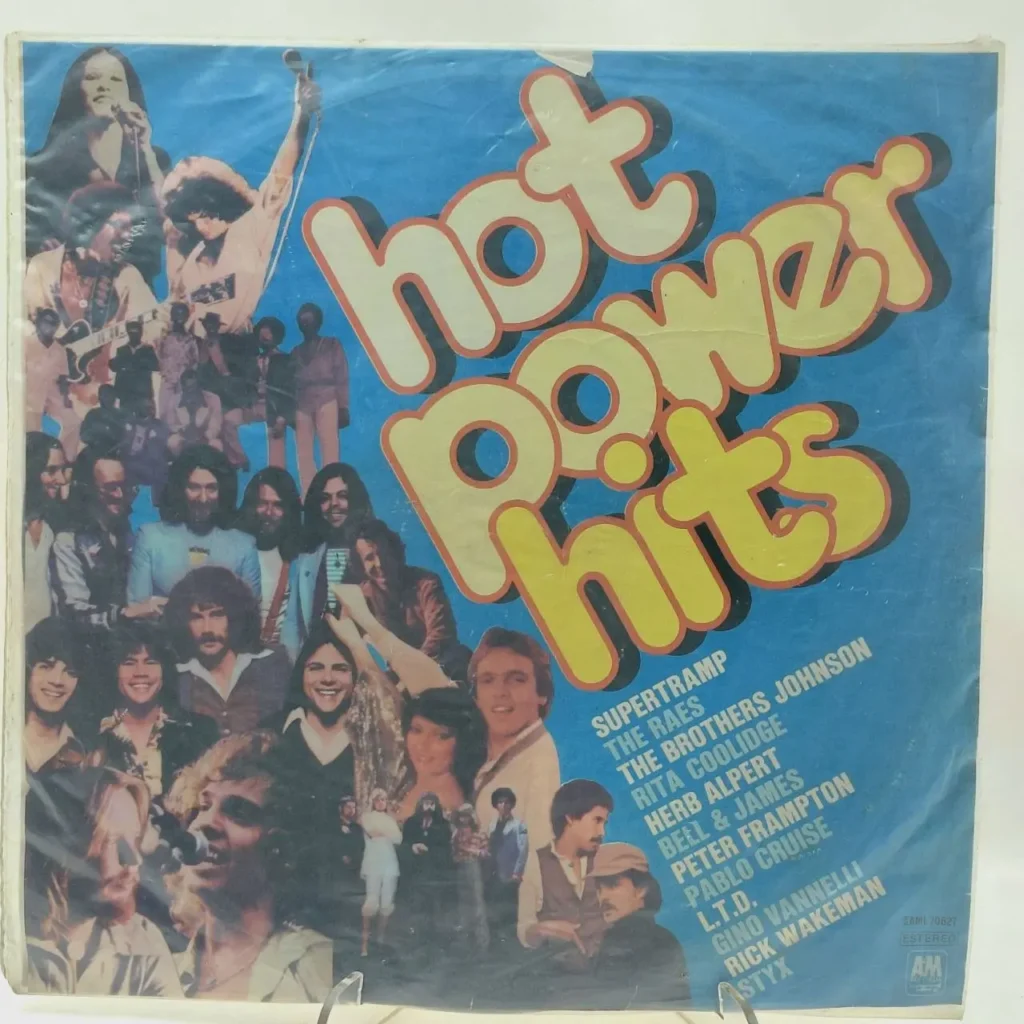 hot
power
hits
SUPERTRAMP
THE RAES
THE BROTHERS JOHNSON
RITA COOLIDGE
HERB ALPERT
BELL & JAMES
PETER FRAMPTON
PABLO CRUISE
L.T.D.
GINO VANNELLI
RICK WAKEMAN
STYX
ESTEREO
AM